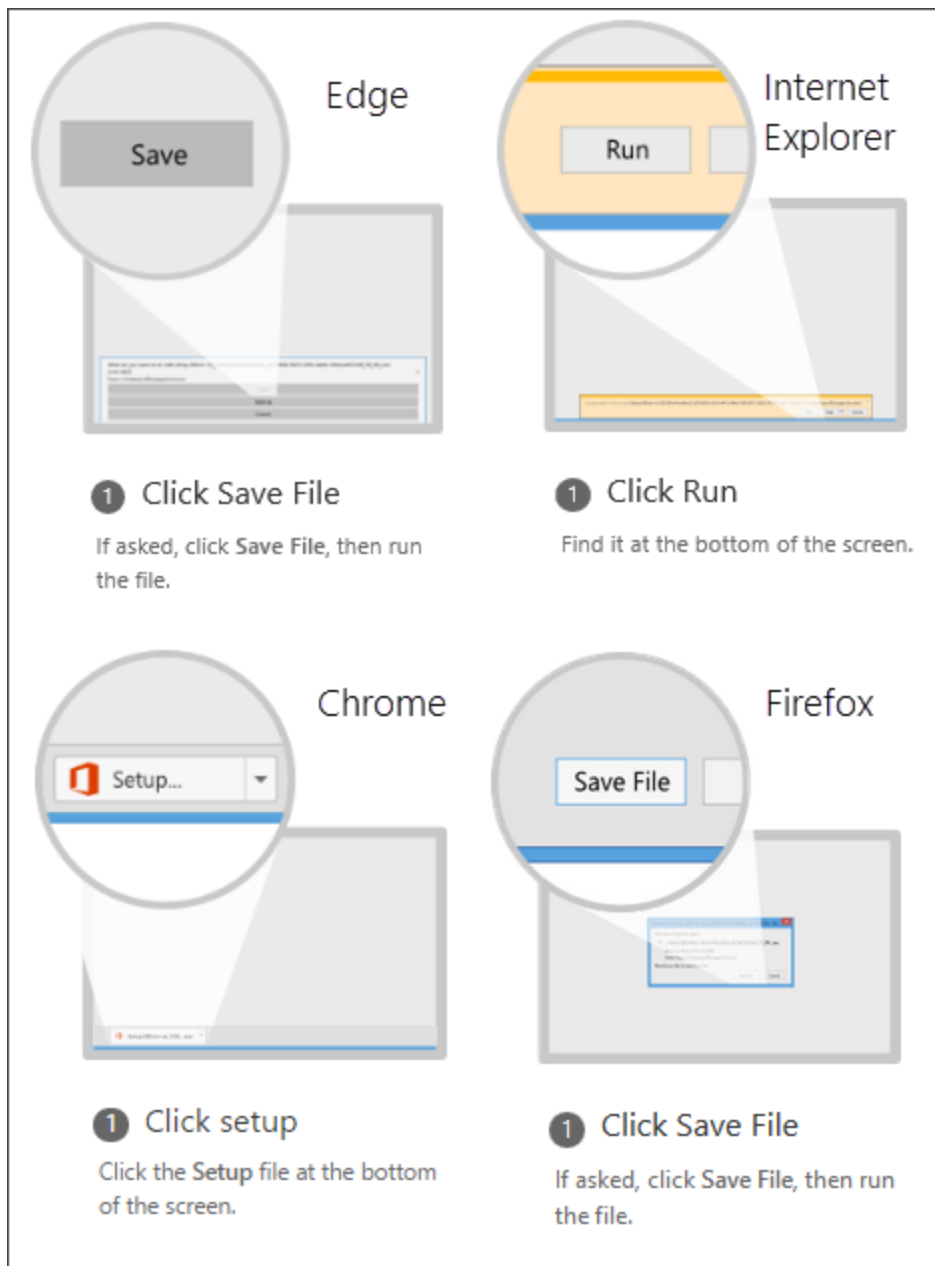 Edge
Save
1 Click Save File
If asked, click Save File, then run
the file.
Internet
Explorer
Run
1 Click Run
Find it at the bottom of the screen.
Chrome
Setup...
1 Click setup
Click the Setup file at the bottom
of the screen.
Firefox
Save File
1 Click Save File
If asked, click Save File, then run
the file.